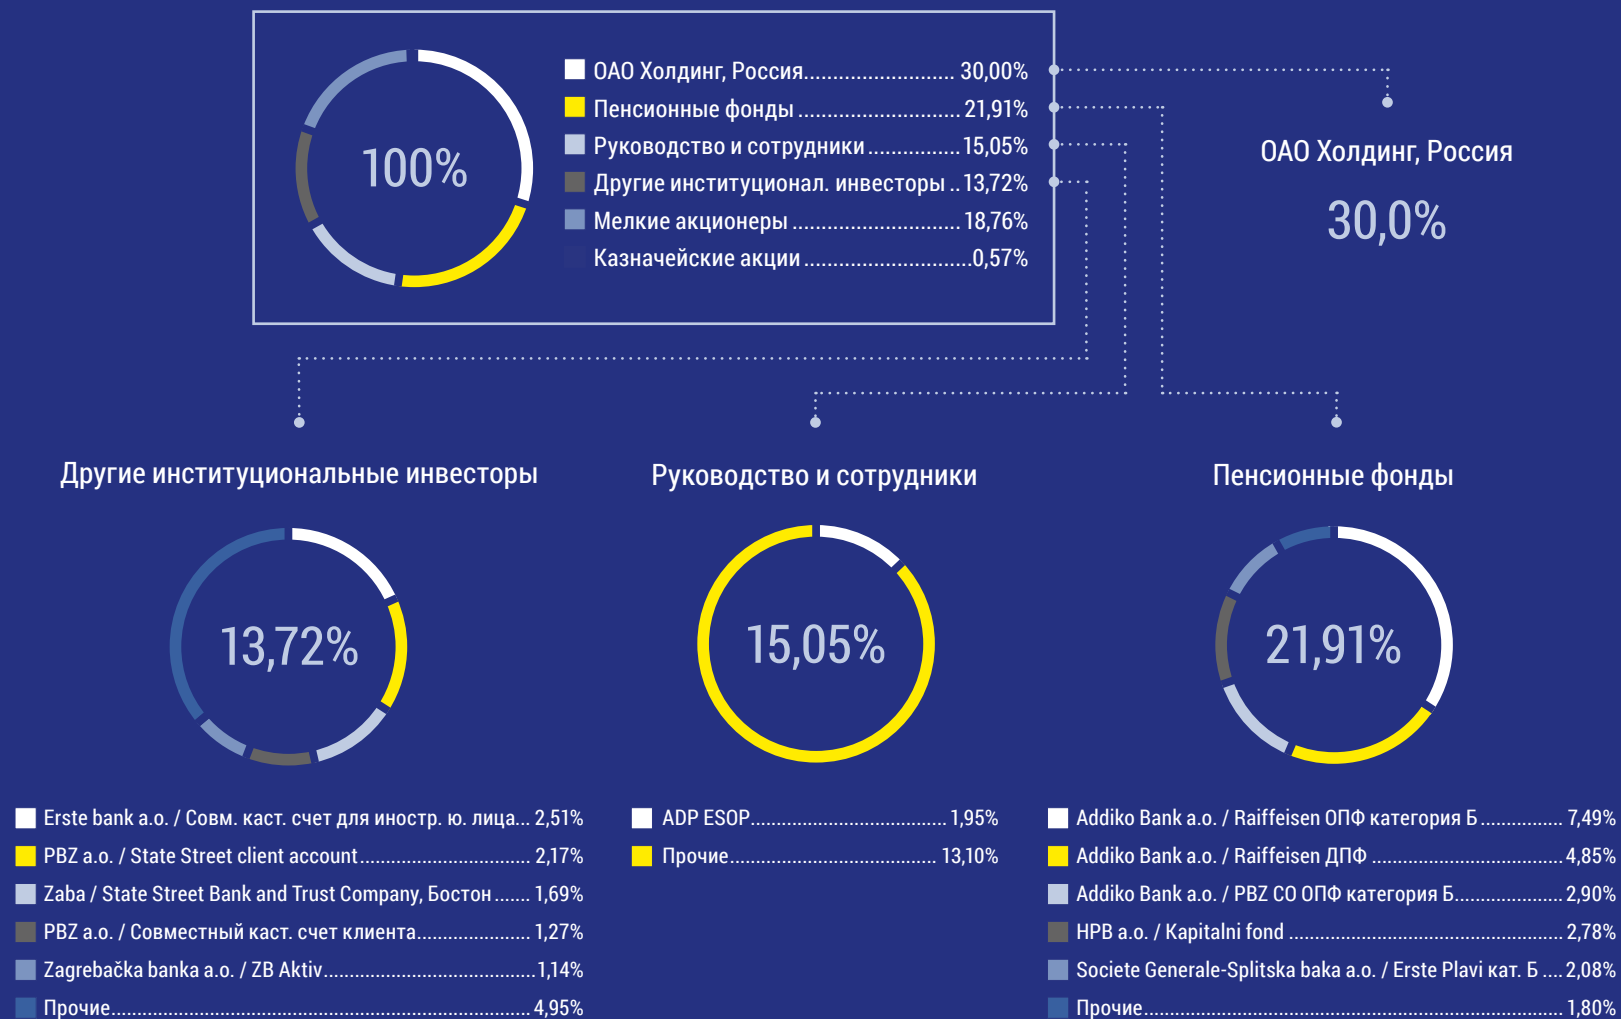 100%
ОАО Холдинг, Россия.......................... 30,00%
Пенсионные фонды............................ 21,91%
Руководство и сотрудники................ 15,05%
Другие институционал. инвесторы .. 13,72%
Мелкие акционеры............................. 18,76%
Казначейские акции.............................0,57%
ОАО Холдинг, Россия
30,0%
Другие институциональные инвесторы
13,72%
Erste bank a.o. / Совм. каст. счет для иностр. ю. лица... 2,51%
PBZ a.o. / State Street client account.............................. 2,17%
Zaba / State Street Bank and Trust Company, Бостон....... 1,69%
PBZ a.o. / Совместный каст. счет клиента.................... 1,27%
Zagrebačka banka a.o. / ZB Aktiv.....................................1,14%
Прочие......................................................................... 4,95%
Руководство и сотрудники
15,05%
ADP ESOP.................................. 1,95%
Прочие.................................... 13,10%
Пенсионные фонды
21,91%
Addiko Bank a.o. / Raiffeisen ОПФ категория Б............... 7,49%
Addiko Bank a.o. / Raiffeisen ДПФ .................................. 4,85%
Addiko Bank a.o. / PBZ CO ОПФ категория Б................... 2,90%
HPB a.o. / Kapitalni fond ................................................ 2,78%
Societe Generale-Splitska baka a.o. / Erste Plavi кат. Б .... 2,08%
Прочие......................................................................... 1,80%